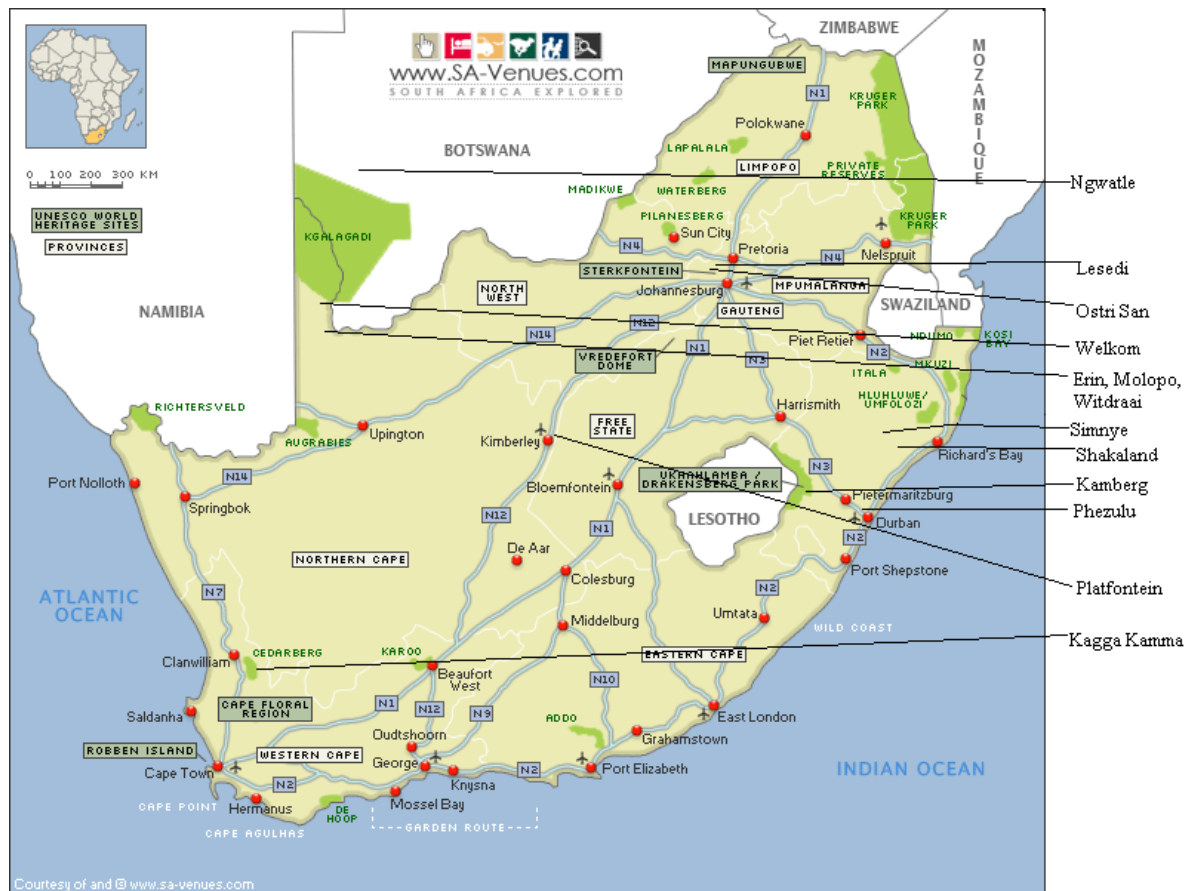 ZIMBABWE
MOZAMBIQUE
www.SA-Venues.com
SOUTH AFRICA EXPLORED
MAPUNGUBWE
N1
KRUGER
PARK
Polokwane
BOTSWANA
LAPALALA
LIMPOPO
PRIVATE
RESERVES
0 100 200 300 KM
MADIKWE
WATERBERG
Ngwatle
UNESCO WORLD
HERITAGE SITES
PROVINCES
PILANESBERG
KRUGER
PARK
KGALAGADI
Sun City
N4
Pretoria
N4
Nelspruit
Lesedi
STERKFONTEIN
Johannesburg
MPUMALANGA
NORTH
WEST
SWAZILAND
NAMIBIA
GAUTENG
Ostri San
N14
N12
Piet Retief
NDUMO
KOSI
BAY
Welkom
VREDEFORT
DOME
N1
N3
N2
MKUZI
ITALA
Erin, Molopo,
Witdraai
HLUHLUWE/
UMFOLOZI
RICHTERSVELD
Harrismith
AUGRABIES
Upington
Kimberley
FREE
STATE
Simnye
Richard's Bay
Shakaland
Port Nolloth
N14
Springbok
Bloemfontein
UKAHHLAMBA /
DRAKENSBERG PARK
N3
Kamberg
Pietermaritzburg
Phezulu
N12
N1
LESOTHO
Durban
N2
De Aar
NORTHERN CAPE
Port Shepstone
Colesburg
N2
Platfontein
ATLANTIC
OCEAN
N7
Middelburg
Umtata
WILD COAST
Kagga Kamma
Clanwilliam
CEDARBERG
KAROO
EASTERN CAPE
Beaufort
West
N10
CAPE FLORAL
REGION
N1
N12
N9
Saldanha
ADDO
East London
Oudtshoorn
Grahamstown
ROBBEN ISLAND
WESTERN CAPE
George
Cape Town
N2
N2
Port Elizabeth
INDIAN OCEAN
Knysna
CAPE POINT
Hermanus
DE
HOOP
Mossel Bay
CAPE AGULHAS
GARDEN ROUTE
Courtesy of and © www.sa-venues.com